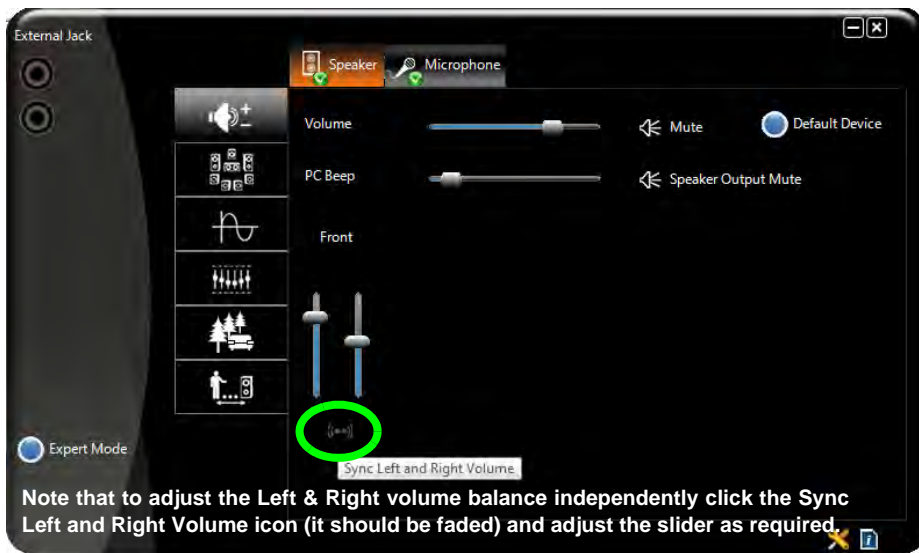 External Jack
Speaker
Microphone
Volume
Mute
Default Device
PC Beep
Speaker Output Mute
Front
Expert Mode
Sync Left and Right Volume
Note that to adjust the Left & Right volume balance independently click the Sync
Left and Right Volume icon (it should be faded) and adjust the slider as required.